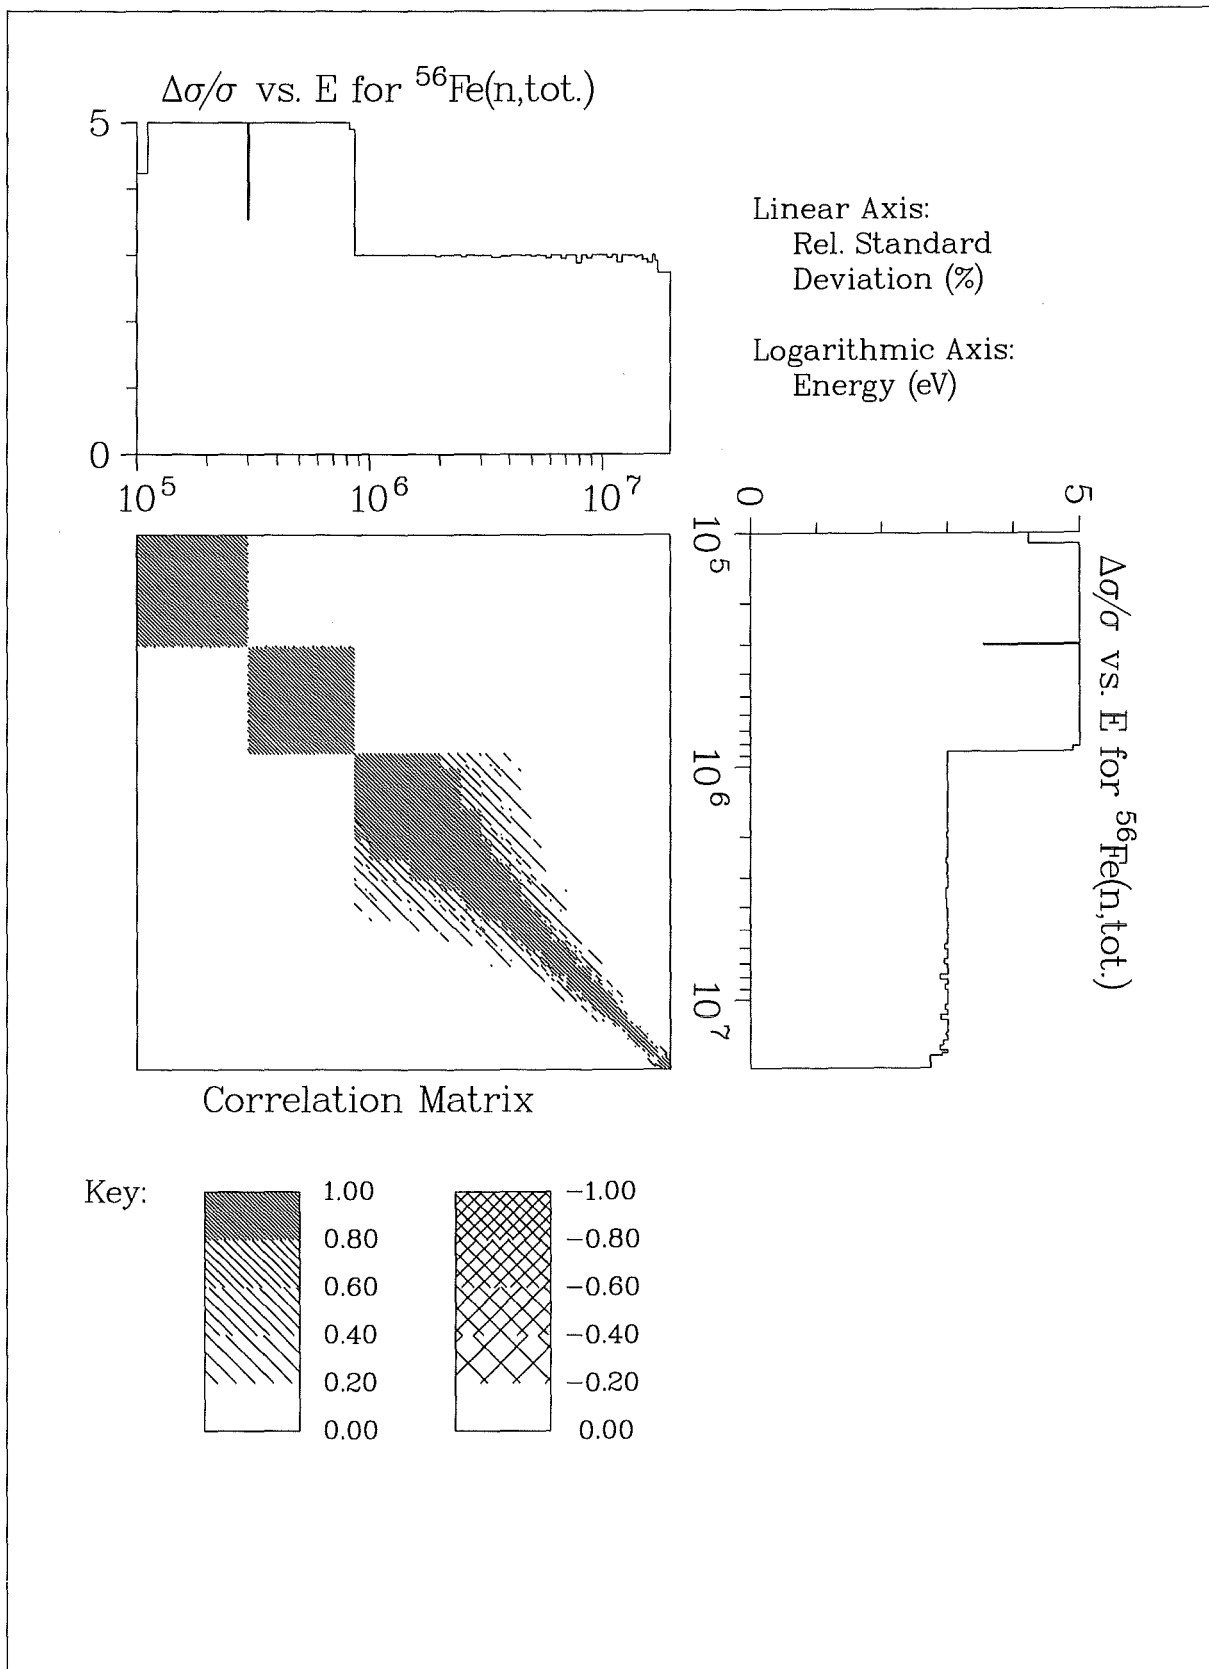 Δσ/σ vs. E for ⁵⁶Fe(n,tot.)
5
0
10⁵ 10⁶ 10⁷
Linear Axis:
Rel. Standard
Deviation (%)
Logarithmic Axis:
Energy (eV)
0 5
10⁵
10⁶
10⁷
Δσ/σ vs. E for ⁵⁶Fe(n,tot.)
Correlation Matrix
Key:
1.00
0.80
0.60
0.40
0.20
0.00
−1.00
−0.80
−0.60
−0.40
−0.20
0.00